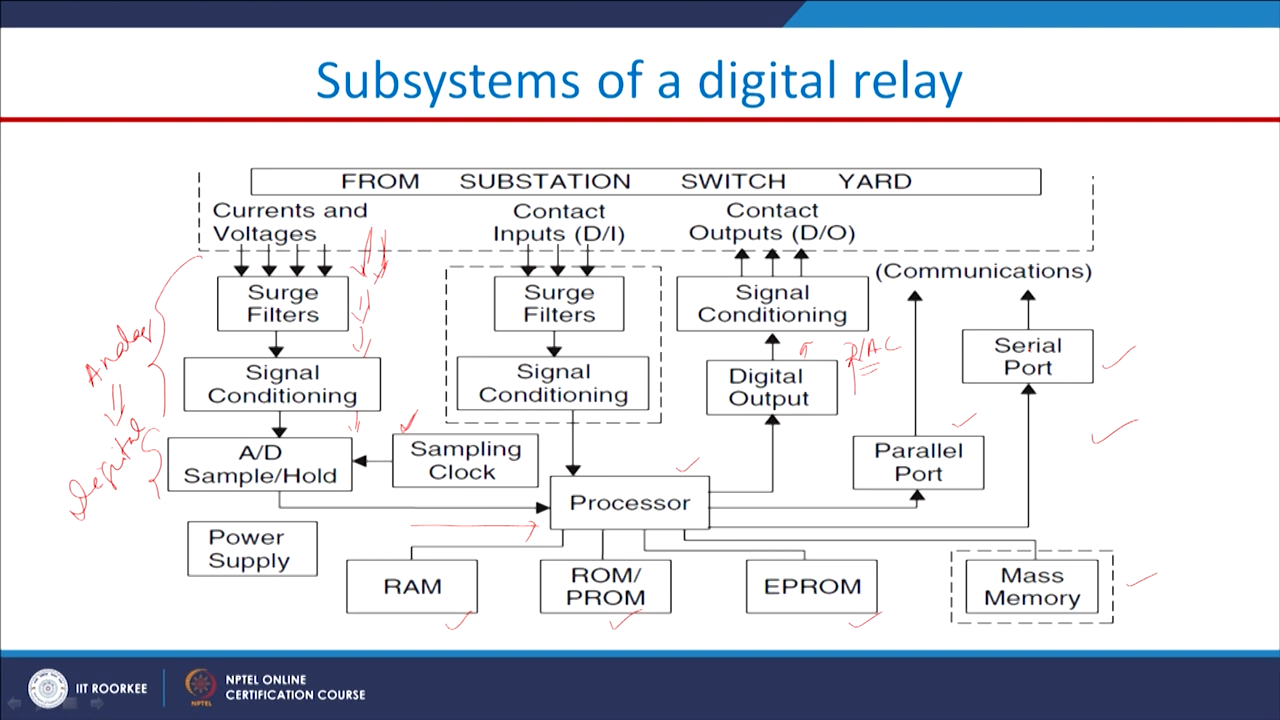 Subsystems of a digital relay
FROM SUBSTATION SWITCH YARD
Currents and
Voltages
Contact
Inputs (D/I)
Contact
Outputs (D/O)
(Communications)
Surge
Filters
Surge
Filters
Signal
Conditioning
Serial
Port
Signal
Conditioning
Signal
Conditioning
Digital
Output
A/D
Sample/Hold
Sampling
Clock
Parallel
Port
Processor
Power
Supply
RAM
ROM/
PROM
EPROM
Mass
Memory
Analog
Digital
IIT ROORKEE
NPTEL
NPTEL ONLINE
CERTIFICATION COURSE